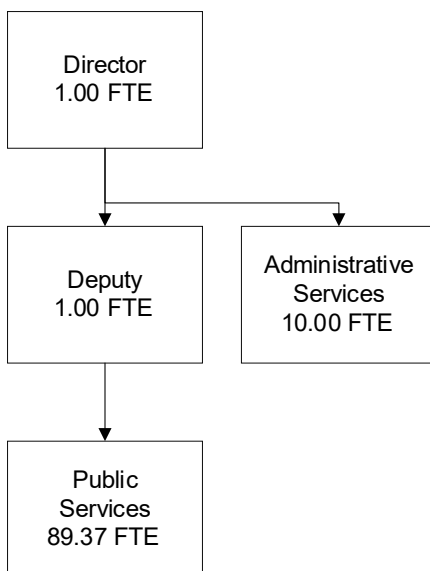 Director
1.00 FTE
Deputy
1.00 FTE
Administrative
Services
10.00 FTE
Public
Services
89.37 FTE